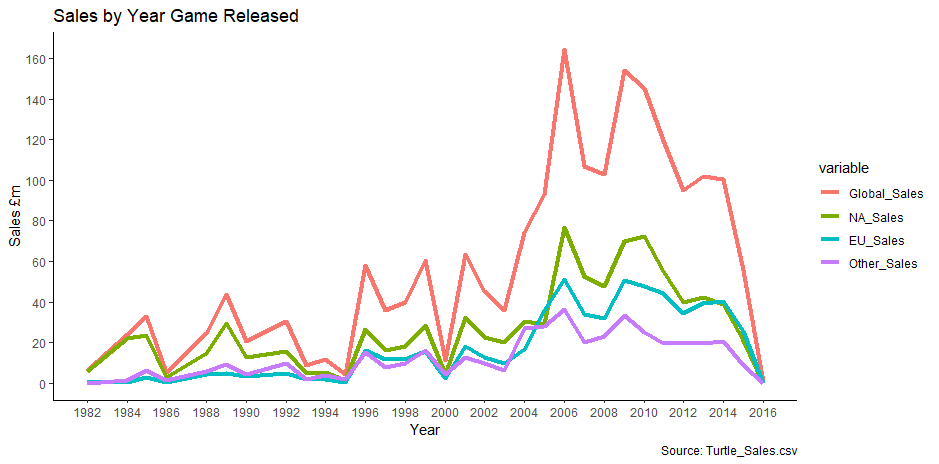 Sales by Year Game Released
160
140
120
100
80
60
40
20
0
Sales £m
1982 1984 1985 1986 1988 1990 1992 1994 1996 1998 2000 2002 2004 2006 2008 2010 2012 2014 2016
Year
variable
Global_Sales
NA_Sales
EU_Sales
Other_Sales
Source: Turtle_Sales.csv